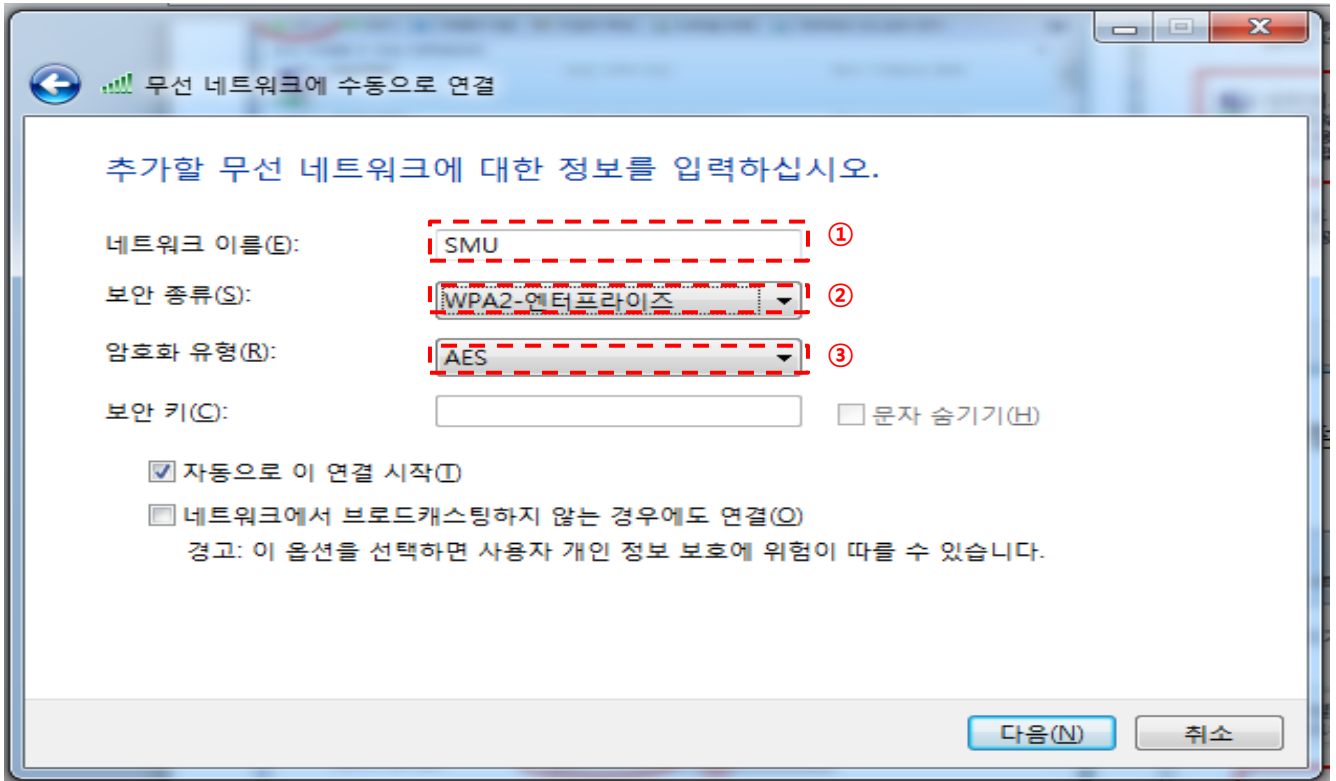 무선 네트워크에 수동으로 연결
추가할 무선 네트워크에 대한 정보를 입력하십시오.
네트워크 이름(E): SMU ①
보안 종류(S): WPA2-엔터프라이즈 ②
암호화 유형(R): AES ③
보안 키(C): 문자 숨기기(H)
자동으로 이 연결 시작(T)
네트워크에서 브로드캐스팅하지 않는 경우에도 연결(O)
경고: 이 옵션을 선택하면 사용자 개인 정보 보호에 위험이 따를 수 있습니다.
다음(N) 취소